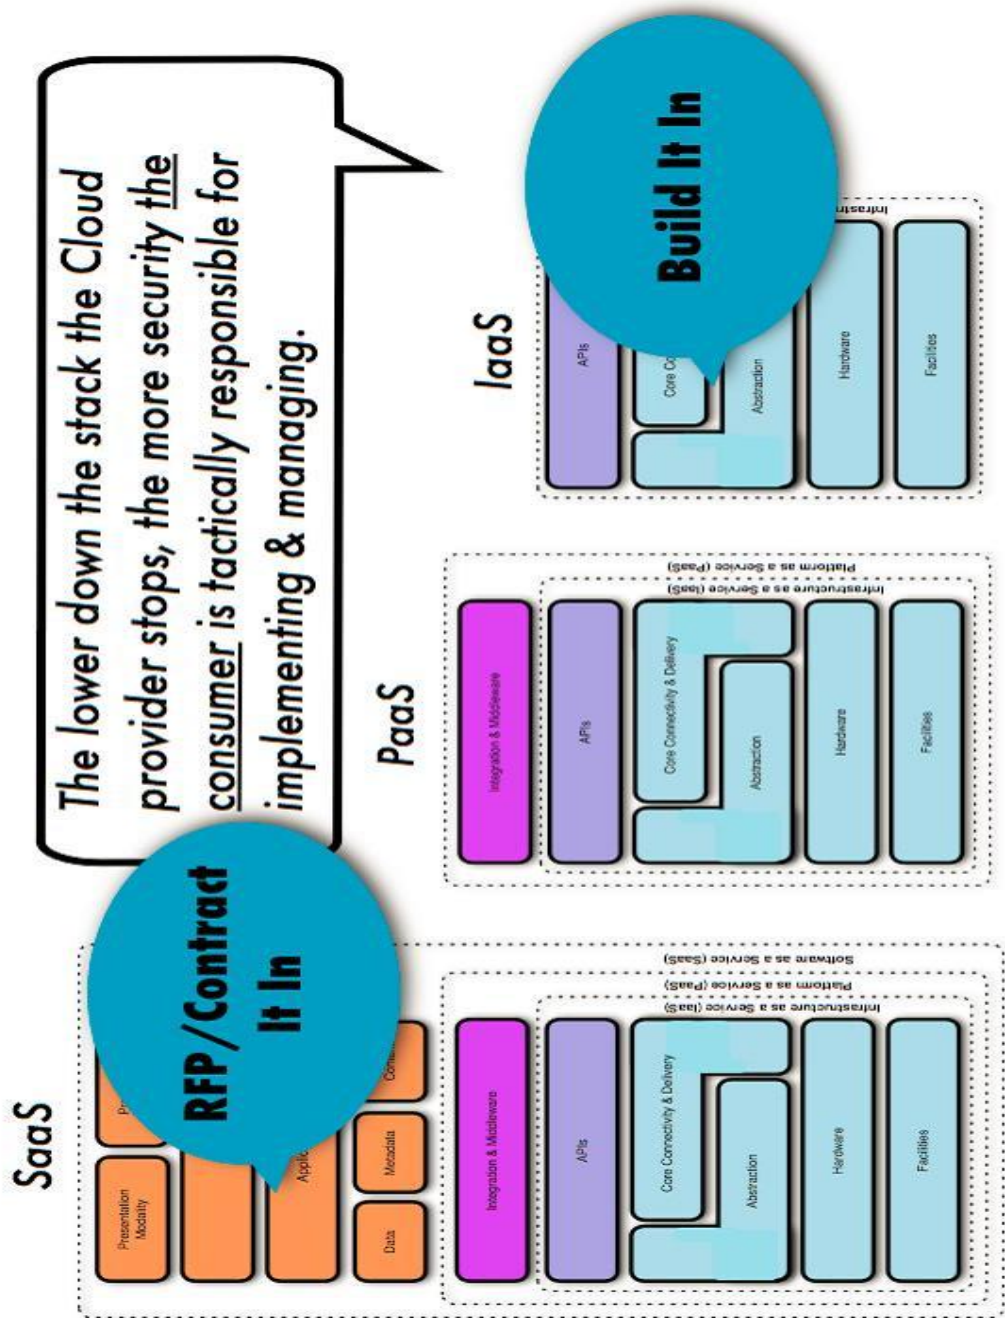 SaaS
PaaS
IaaS
The lower down the stack the Cloud
provider stops, the more security the
consumer is tactically responsible for
implementing & managing.
RFP/Contract
It In
Build It In
Presentation
Modality
Data
Metadata
Integration & Middleware
APIs
Core Connectivity & Delivery
Abstraction
Hardware
Facilities
Infrastructure as a Service (IaaS)
Platform as a Service (PaaS)
Software as a Service (SaaS)
Integration & Middleware
APIs
Core Connectivity & Delivery
Abstraction
Hardware
Facilities
Infrastructure as a Service (IaaS)
Platform as a Service (PaaS)
APIs
Abstraction
Hardware
Facilities